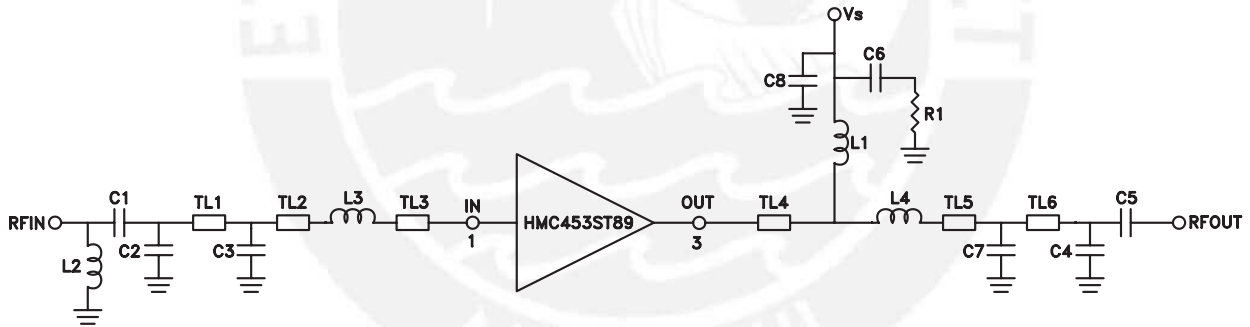 Vs
C6
C8
R1
L1
C1
TL1
TL2
L3
TL3
IN
HMC453ST89
OUT
TL4
L4
TL5
TL6
C5
RFIN
RFOUT
L2
C2
C3
1
3
C7
C4